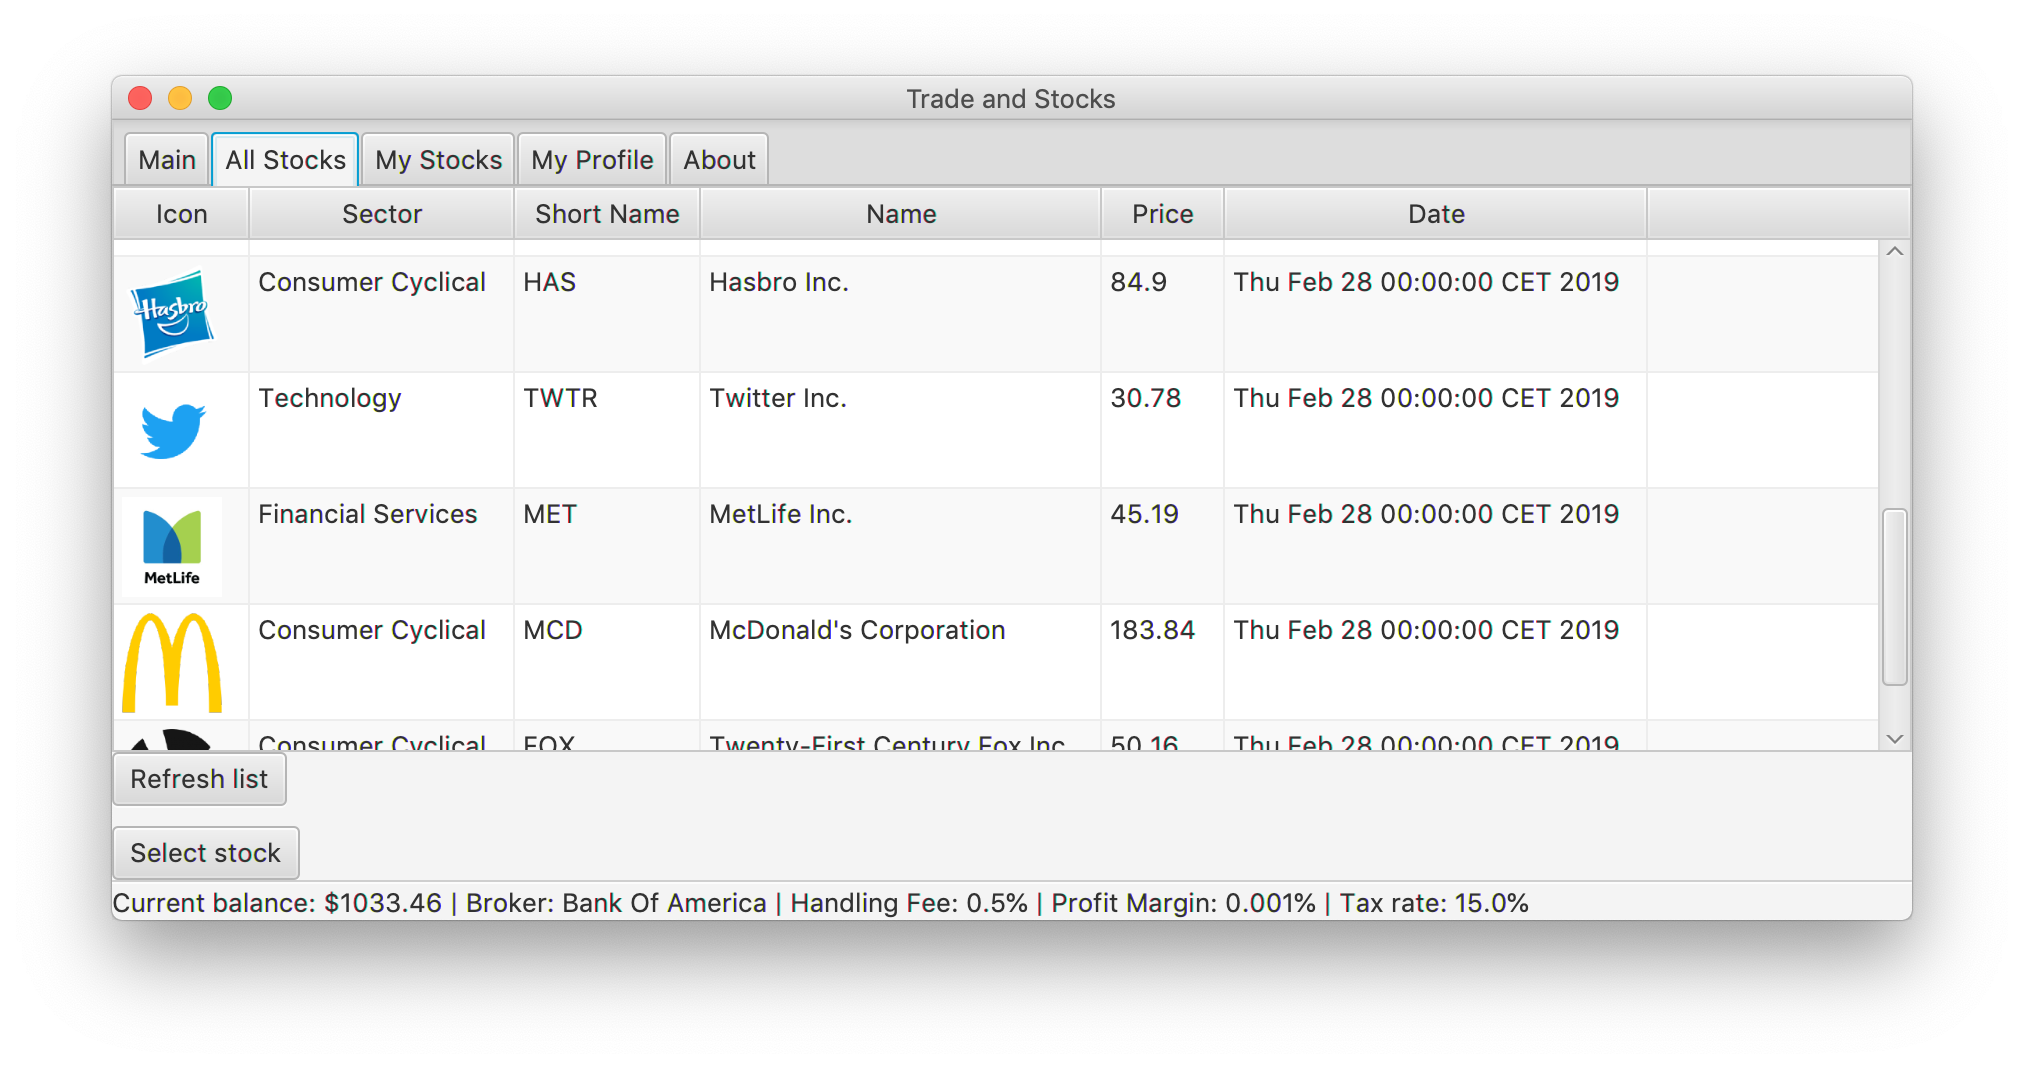 Trade and Stocks
Main All Stocks My Stocks My Profile About
Icon Sector Short Name Name Price Date
Hasbro Consumer Cyclical HAS Hasbro Inc. 84.9 Thu Feb 28 00:00:00 CET 2019
Technology TWTR Twitter Inc. 30.78 Thu Feb 28 00:00:00 CET 2019
Financial Services MET MetLife Inc. 45.19 Thu Feb 28 00:00:00 CET 2019
MetLife
Consumer Cyclical MCD McDonald's Corporation 183.84 Thu Feb 28 00:00:00 CET 2019
Consumer Cyclical FOX Twenty-First Century Fox Inc 50.16 Thu Feb 28 00:00:00 CET 2019
Refresh list
Select stock
Current balance: $1033.46 | Broker: Bank Of America | Handling Fee: 0.5% | Profit Margin: 0.001% | Tax rate: 15.0%